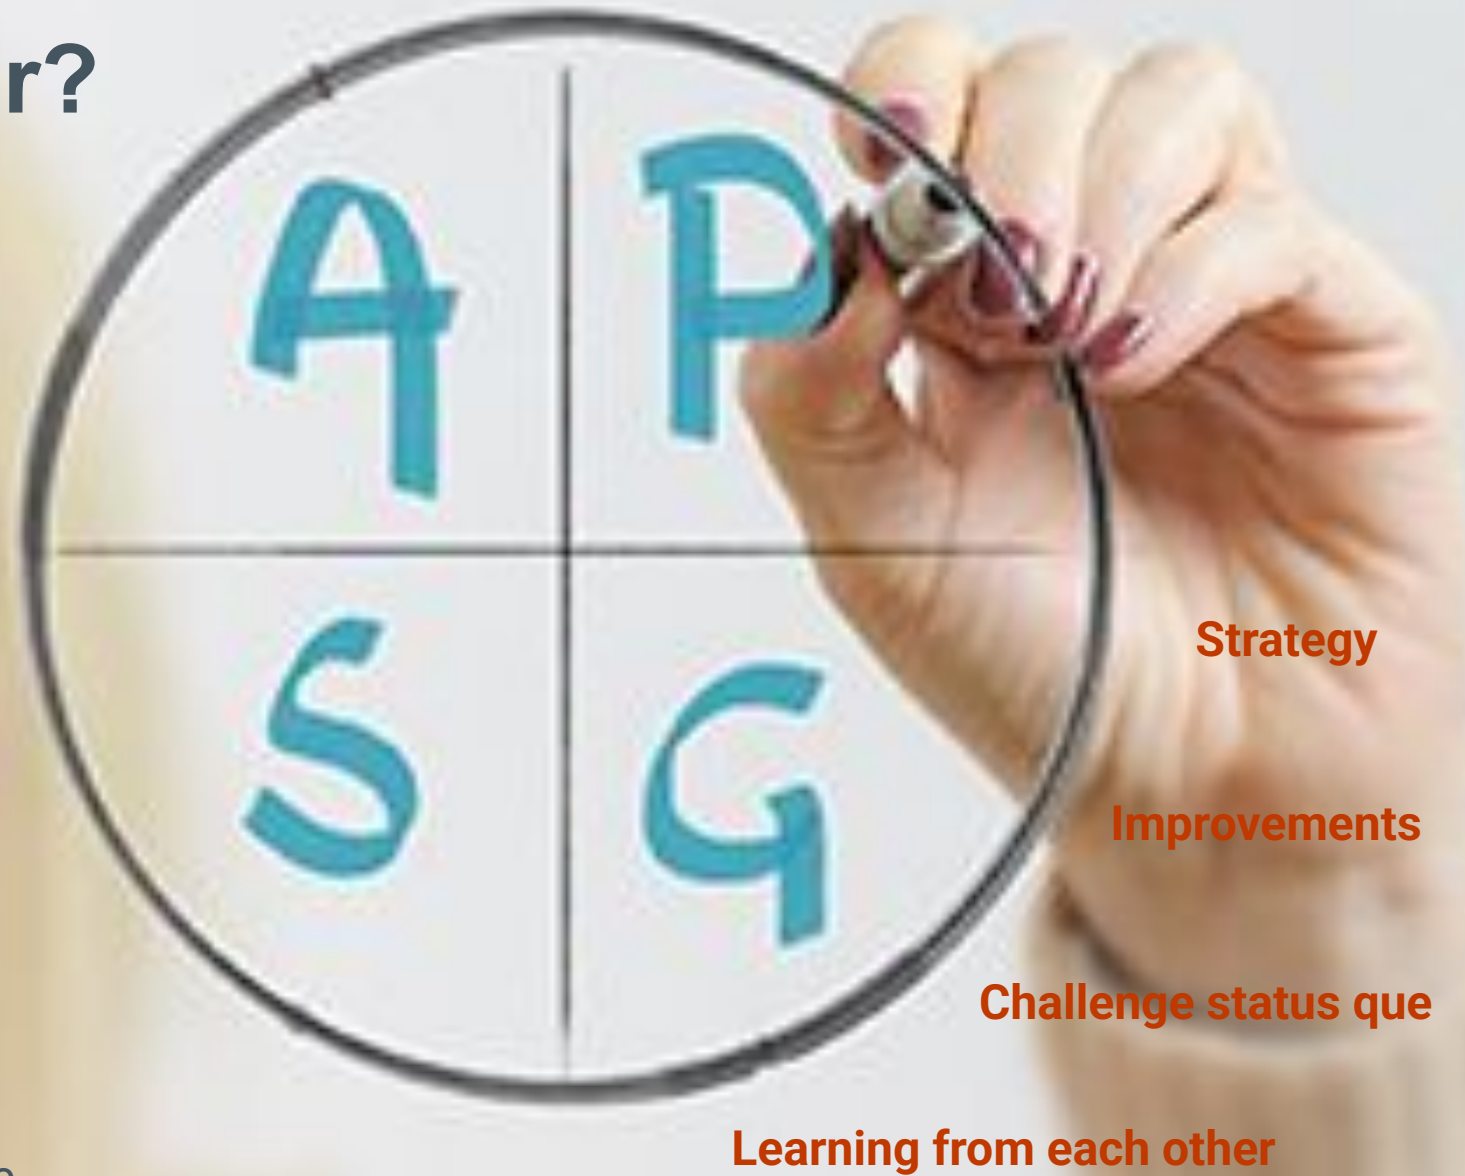 r?
A P
S G
Strategy
Improvements
Challenge status que
Learning from each other